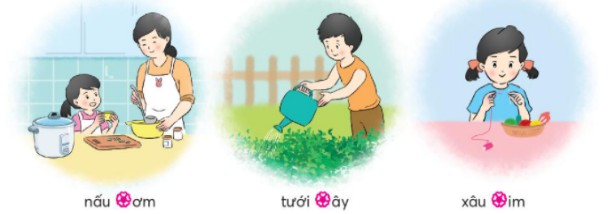 nấu ❀ơm
tưới ❀ây
xâu ❀im